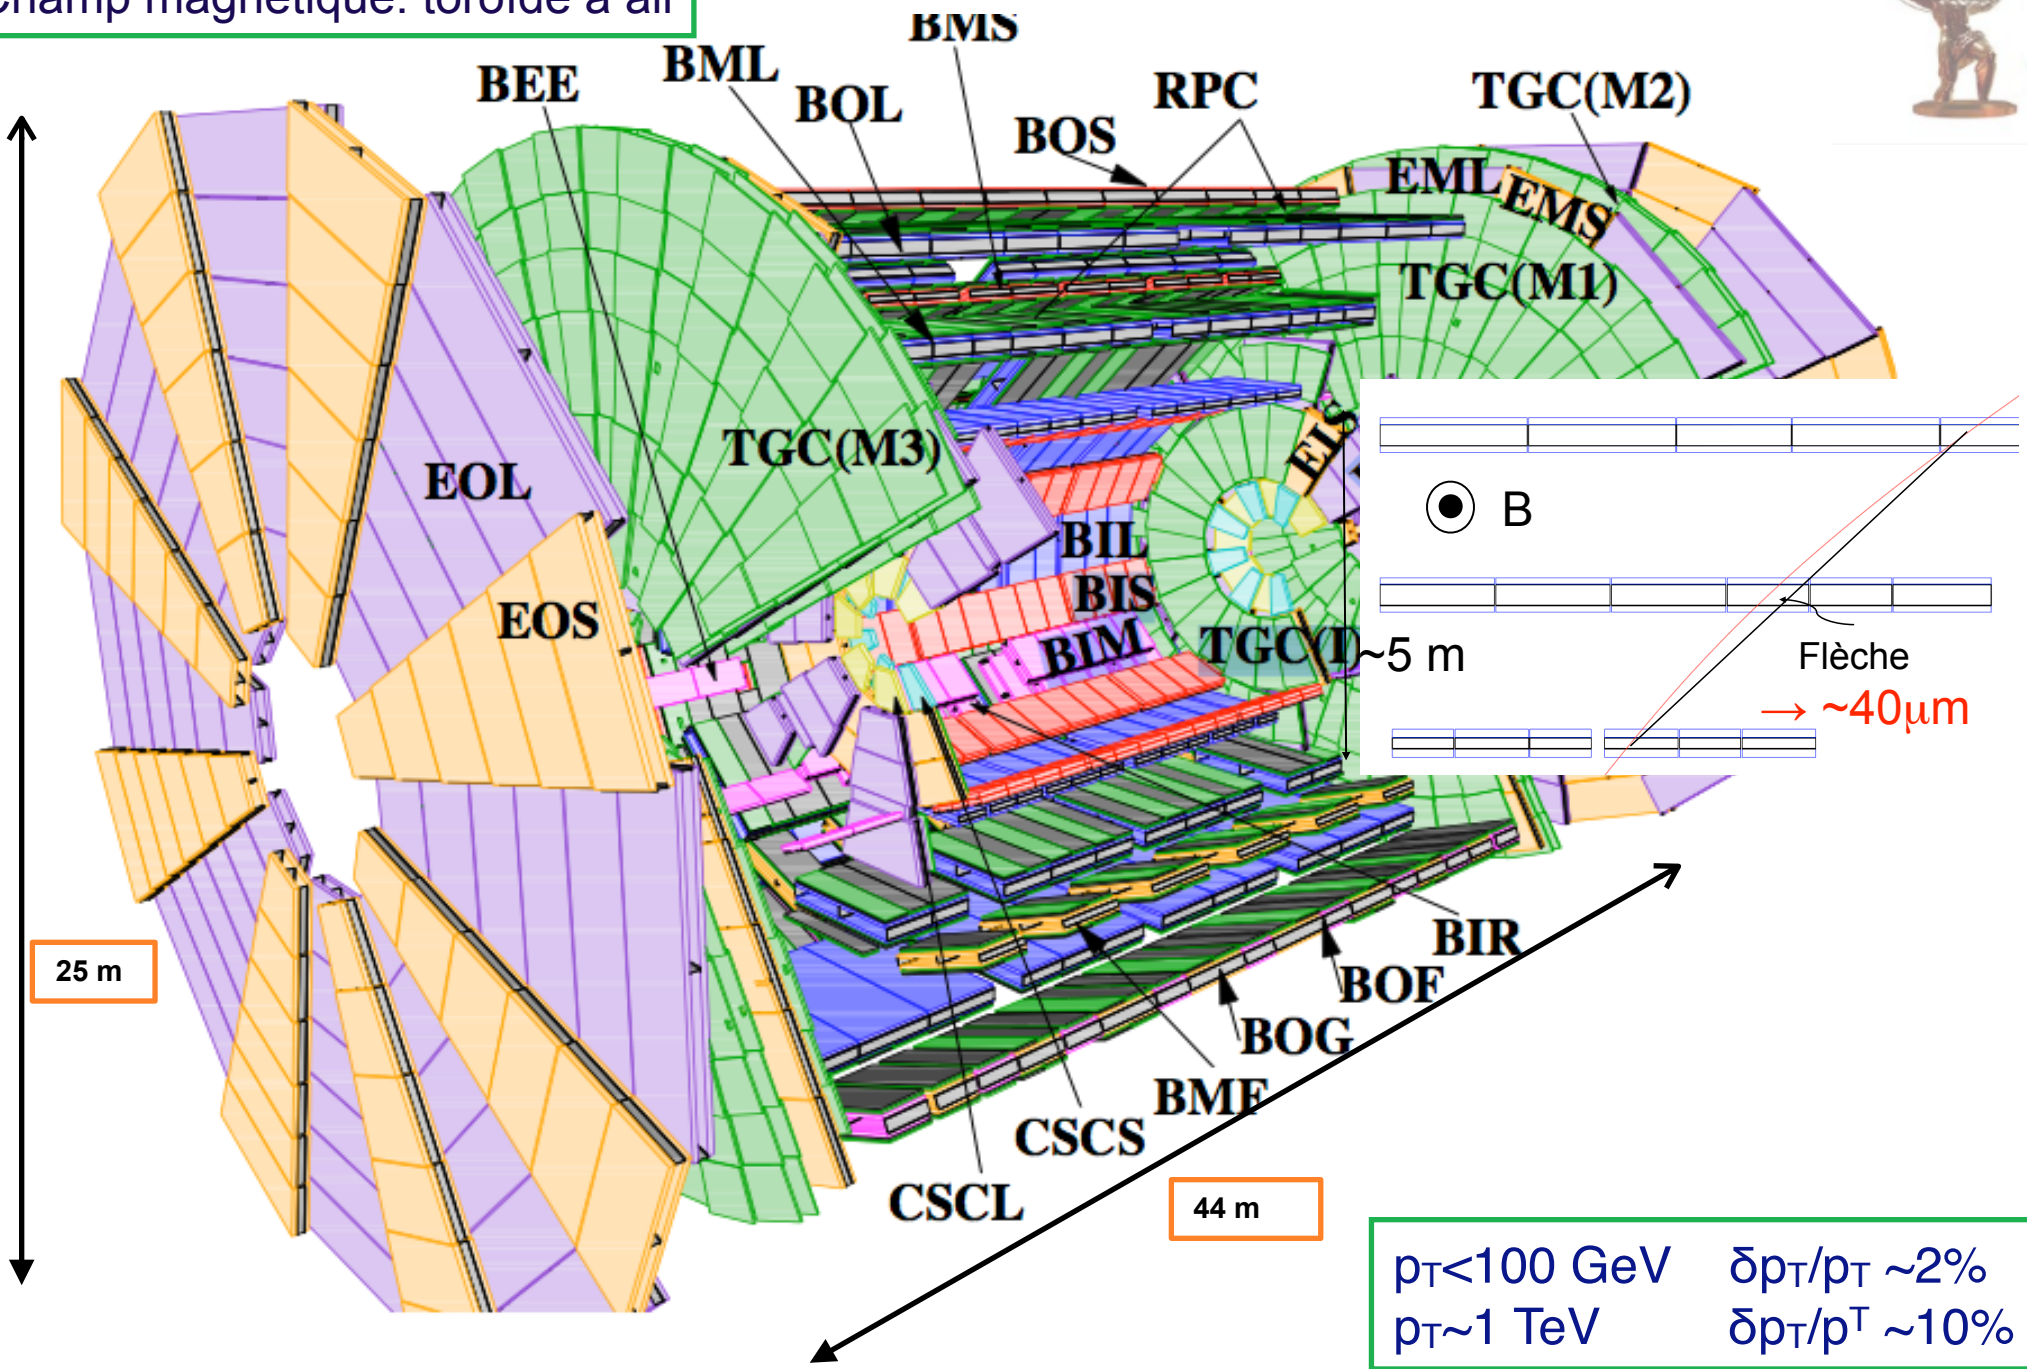 Champ magnétique: toroïde à air
BMS
BML
BEE
BOL
RPC
TGC(M2)
BOS
EML
EMS
TGC(M1)
TGC(M3)
EIS
EOL
B
BIL
BIS
EOS
BIM
TGC(I)
~5 m
Flèche
→ ~40μm
25 m
BIR
BOF
BOG
BMF
CSCS
CSCL
44 m
pT<100 GeV δpT/pT ~2%
pT~1 TeV δpT/pT ~10%